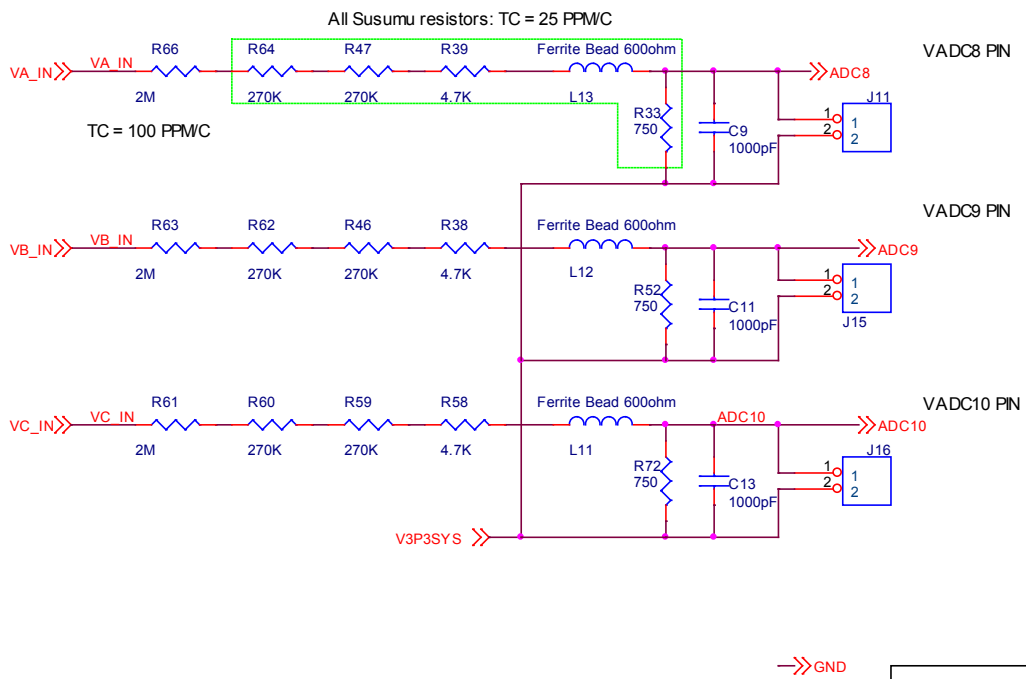 All Susumu resistors: TC = 25 PPM/C
R66 R64 R47 R39 Ferrite Bead 600ohm VADC8 PIN
VA_IN VA_IN ADC8
2M 270K 270K 4.7K L13 J11
TC = 100 PPM/C
R33
750
C9
1000pF
1 1
2 2
R63 R62 R46 R38 Ferrite Bead 600ohm VADC9 PIN
VB_IN VB_IN ADC9
2M 270K 270K 4.7K L12
R52
750
C11
1000pF
1 1
2 2
J15
R61 R60 R59 R58 Ferrite Bead 600ohm VADC10 PIN
VC_IN VC_IN ADC10 ADC10
2M 270K 270K 4.7K L11 J16
R72
750
C13
1000pF
1 1
2 2
V3P3SYS
GND